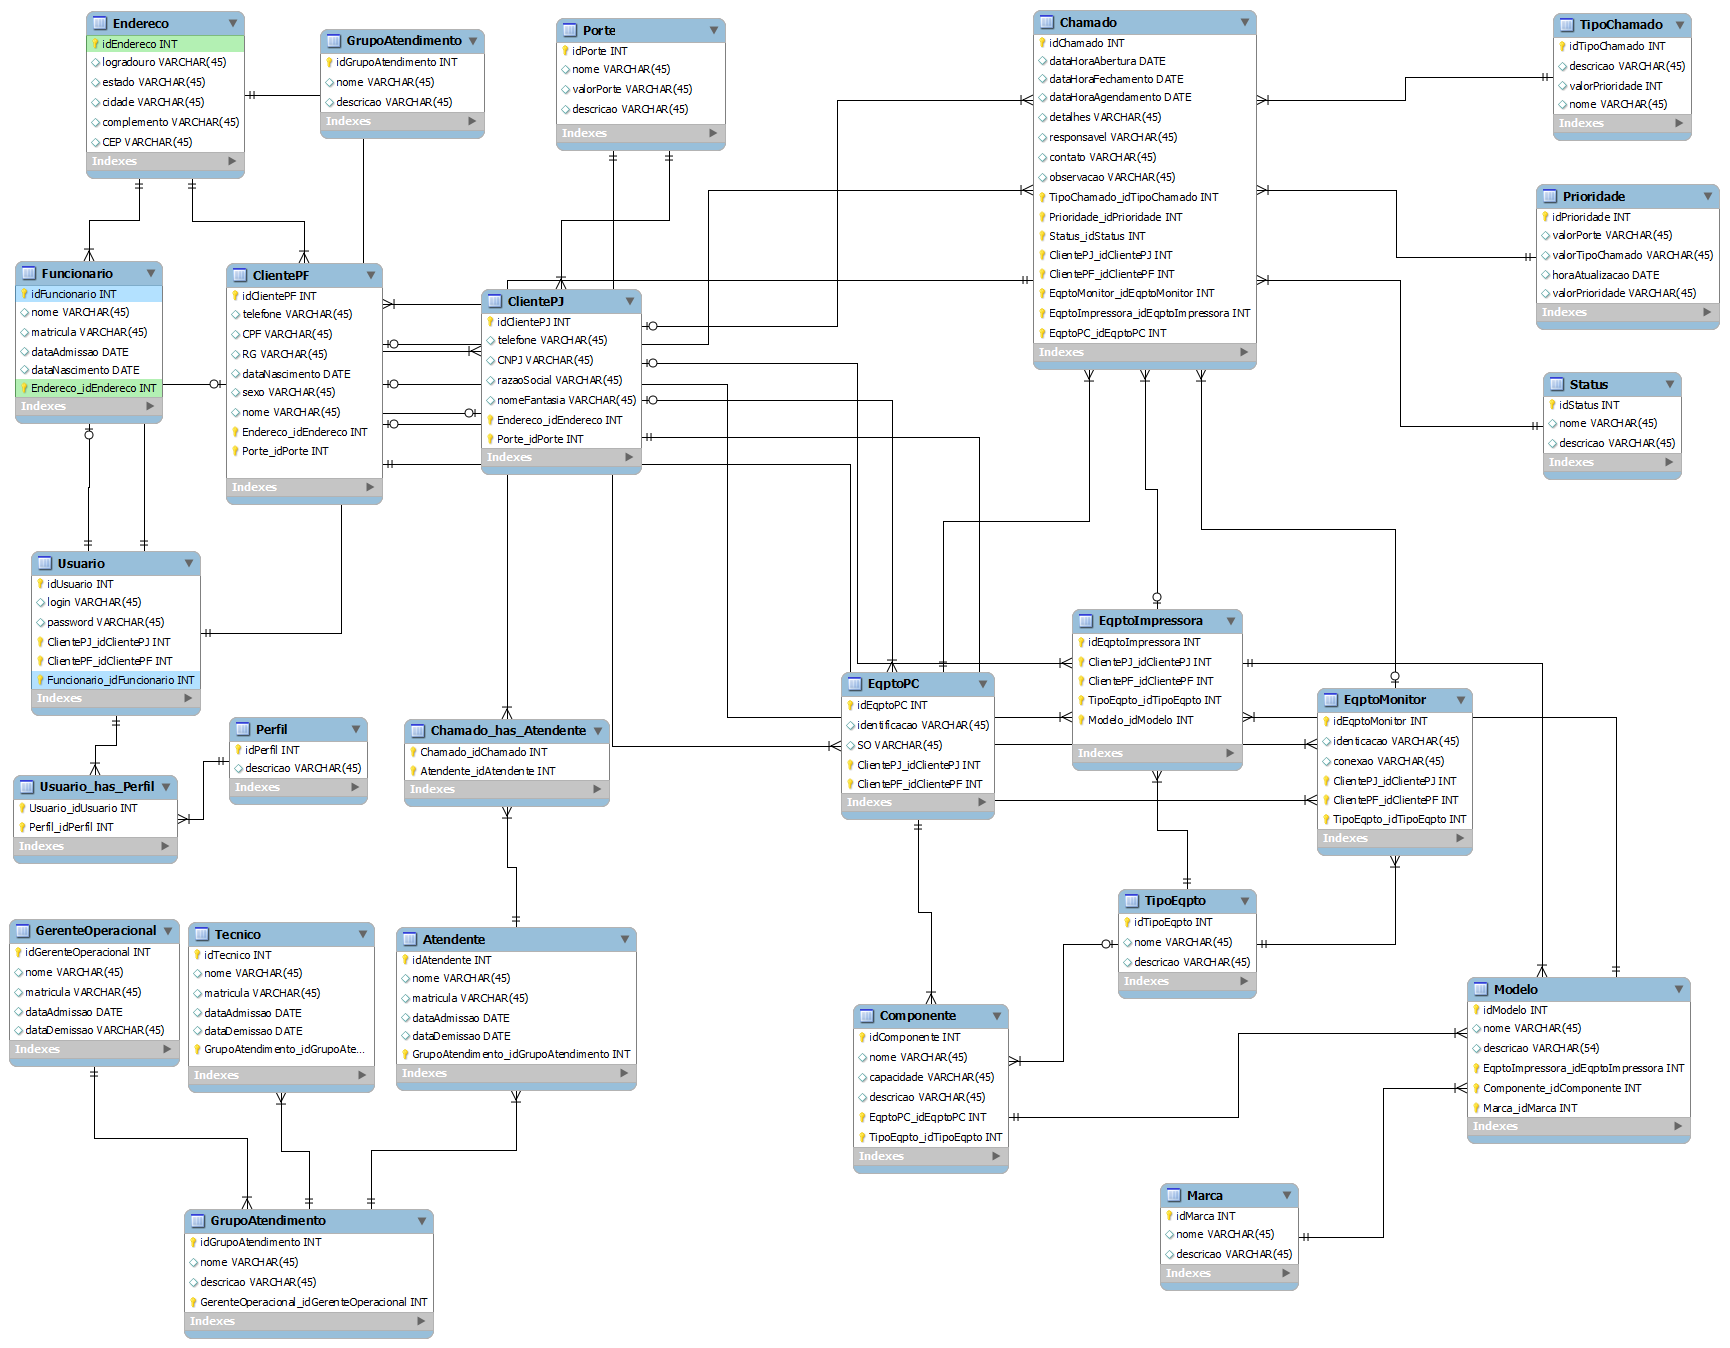 Endereco
idEndereco INT
logradouro VARCHAR(45)
estado VARCHAR(45)
cidade VARCHAR(45)
complemento VARCHAR(45)
CEP VARCHAR(45)
Indexes
GrupoAtendimento
idGrupoAtendimento INT
nome VARCHAR(45)
descricao VARCHAR(45)
Indexes
Porte
idPorte INT
nome VARCHAR(45)
valorPorte VARCHAR(45)
descricao VARCHAR(45)
Indexes
Chamado
idChamado INT
dataHoraAbertura DATE
dataHoraFechamento DATE
dataHoraAgendamento DATE
detalhes VARCHAR(45)
responsavel VARCHAR(45)
contato VARCHAR(45)
observacao VARCHAR(45)
TipoChamado_idTipoChamado INT
Prioridade_idPrioridade INT
Status_idStatus INT
ClientePJ_idClientePJ INT
ClientePF_idClientePF INT
EqptoMonitor_idEqptoMonitor INT
EqptoImpressora_idEqptoImpressora INT
EqptoPC_idEqptoPC INT
Indexes
TipoChamado
idTipoChamado INT
descricao VARCHAR(45)
valorPrioridade INT
nome VARCHAR(45)
Indexes
Prioridade
idPrioridade INT
valorPorte VARCHAR(45)
valorTipoChamado VARCHAR(45)
horaAtualizacao DATE
valorPrioridade VARCHAR(45)
Indexes
Status
idStatus INT
nome VARCHAR(45)
descricao VARCHAR(45)
Indexes
Funcionario
idFuncionario INT
nome VARCHAR(45)
matricula VARCHAR(45)
dataAdmissao DATE
dataNascimento DATE
Endereco_idEndereco INT
Indexes
ClientePF
idClientePF INT
telefone VARCHAR(45)
CPF VARCHAR(45)
RG VARCHAR(45)
dataNascimento DATE
sexo VARCHAR(45)
nome VARCHAR(45)
Endereco_idEndereco INT
Porte_idPorte INT
Indexes
ClientePJ
idClientePJ INT
telefone VARCHAR(45)
CNPJ VARCHAR(45)
razaoSocial VARCHAR(45)
nomeFantasia VARCHAR(45)
Endereco_idEndereco INT
Porte_idPorte INT
Indexes
Usuario
idUsuario INT
login VARCHAR(45)
password VARCHAR(45)
ClientePJ_idClientePJ INT
ClientePF_idClientePF INT
Funcionario_idFuncionario INT
Indexes
Perfil
idPerfil INT
descricao VARCHAR(45)
Indexes
Usuario_has_Perfil
Usuario_idUsuario INT
Perfil_idPerfil INT
Indexes
Chamado_has_Atendente
Chamado_idChamado INT
Atendente_idAtendente INT
Indexes
EqptoPC
idEqptoPC INT
identificacao VARCHAR(45)
SO VARCHAR(45)
ClientePJ_idClientePJ INT
ClientePF_idClientePF INT
Indexes
EqptoImpressora
idEqptoImpressora INT
ClientePJ_idClientePJ INT
ClientePF_idClientePF INT
TipoEqpto_idTipoEqpto INT
Modelo_idModelo INT
Indexes
EqptoMonitor
idEqptoMonitor INT
identicacao VARCHAR(45)
conexao VARCHAR(45)
ClientePJ_idClientePJ INT
ClientePF_idClientePF INT
TipoEqpto_idTipoEqpto INT
Indexes
GerenteOperacional
idGerenteOperacional INT
nome VARCHAR(45)
matricula VARCHAR(45)
dataAdmissao DATE
dataDemissao VARCHAR(45)
Indexes
Tecnico
idTecnico INT
nome VARCHAR(45)
matricula VARCHAR(45)
dataAdmissao DATE
dataDemissao DATE
GrupoAtendimento_idGrupoAte...
Indexes
Atendente
idAtendente INT
nome VARCHAR(45)
matricula VARCHAR(45)
dataAdmissao DATE
dataDemissao DATE
GrupoAtendimento_idGrupoAtendimento INT
Indexes
TipoEqpto
idTipoEqpto INT
nome VARCHAR(45)
descricao VARCHAR(45)
Indexes
Componente
idComponente INT
nome VARCHAR(45)
capacidade VARCHAR(45)
descricao VARCHAR(45)
EqptoPC_idEqptoPC INT
TipoEqpto_idTipoEqpto INT
Indexes
Modelo
idModelo INT
nome VARCHAR(45)
descricao VARCHAR(54)
EqptoImpressora_idEqptoImpressora INT
Componente_idComponente INT
Marca_idMarca INT
Indexes
Marca
idMarca INT
nome VARCHAR(45)
descricao VARCHAR(45)
Indexes
GrupoAtendimento
idGrupoAtendimento INT
nome VARCHAR(45)
descricao VARCHAR(45)
GerenteOperacional_idGerenteOperacional INT
Indexes